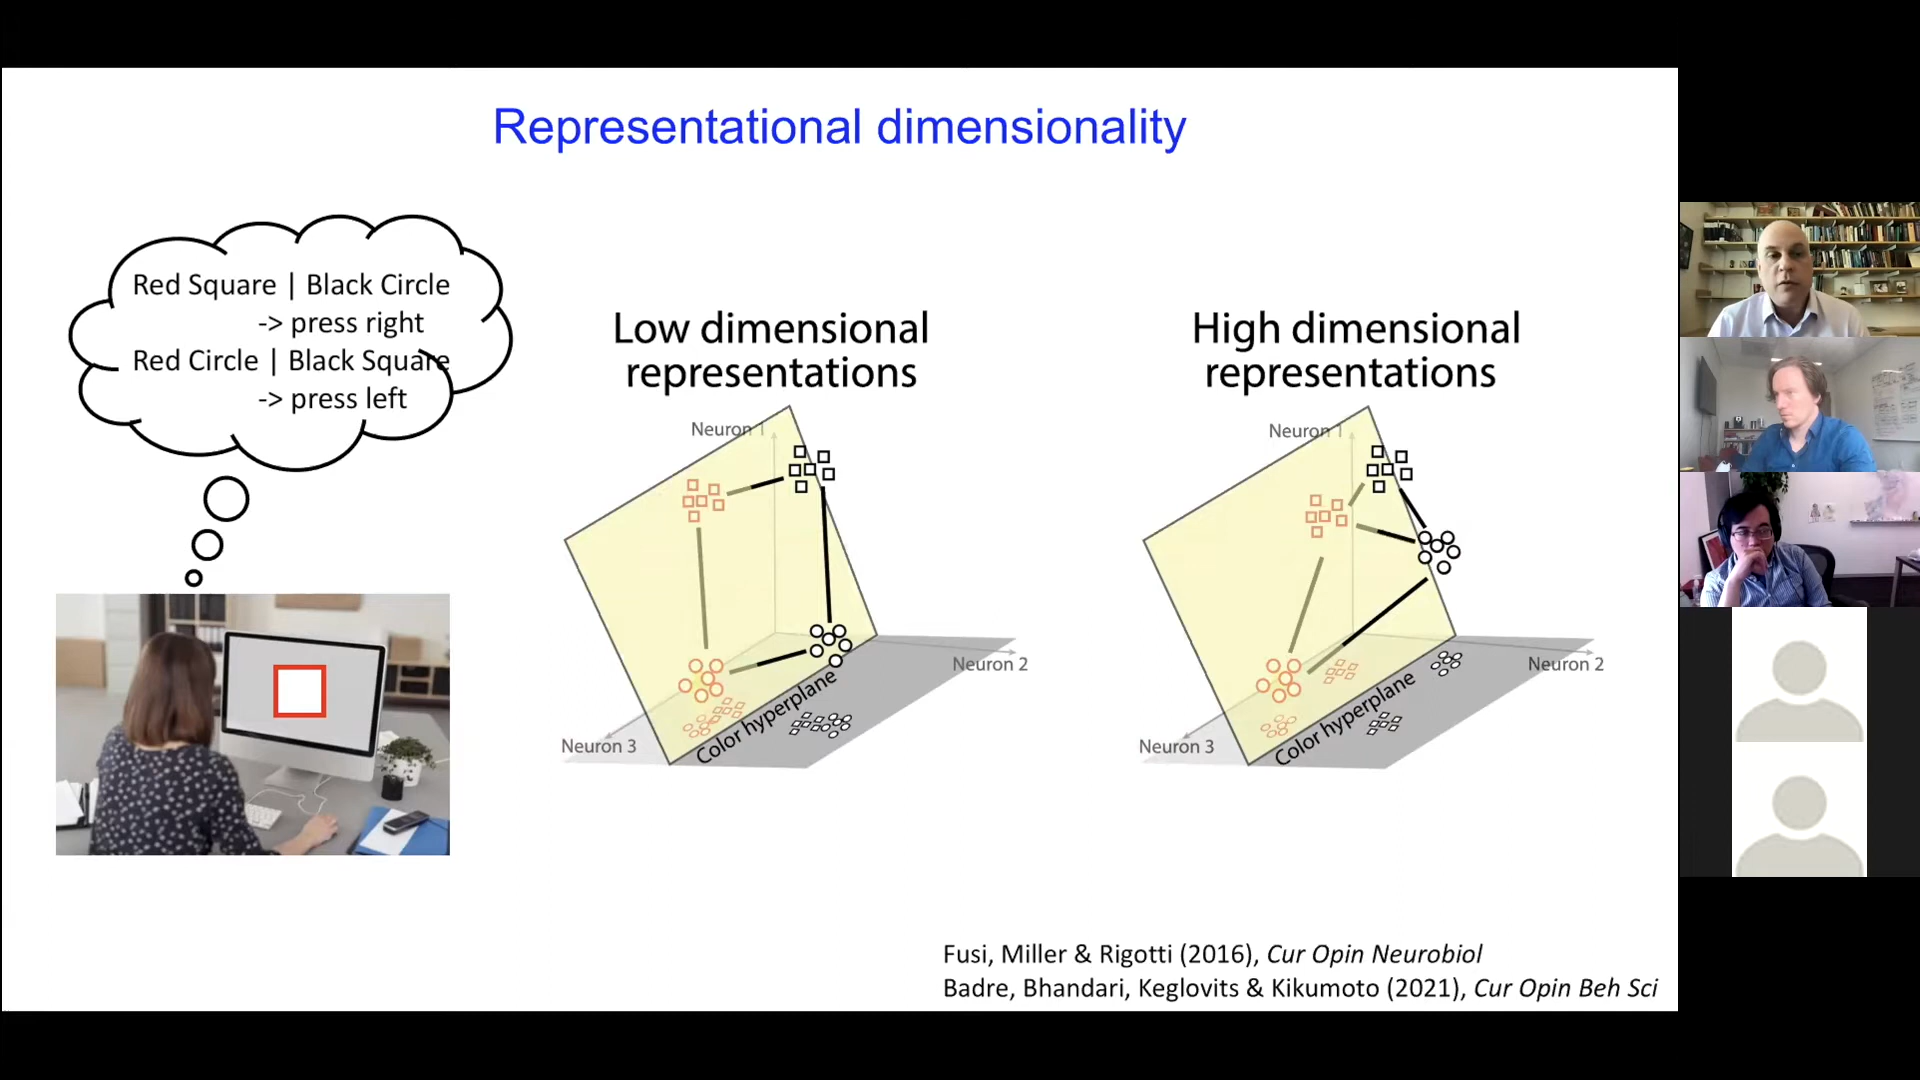 Representational dimensionality
Red Square | Black Circle
-> press right
Red Circle | Black Square
-> press left
Low dimensional
representations
Neuron 1
Neuron 2
Neuron 3
Color hyperplane
High dimensional
representations
Neuron 1
Neuron 2
Neuron 3
Color hyperplane
Fusi, Miller & Rigotti (2016), Cur Opin Neurobiol
Badre, Bhandari, Keglovits & Kikumoto (2021), Cur Opin Beh Sci